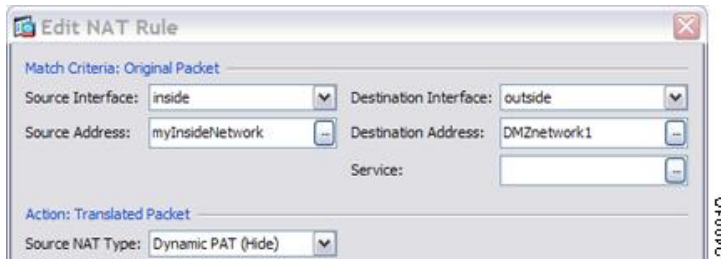 Edit NAT Rule
Match Criteria: Original Packet
Source Interface: inside Destination Interface: outside
Source Address: myInsideNetwork ... Destination Address: DMZnetwork1 ...
Service: ...
Action: Translated Packet
Source NAT Type: Dynamic PAT (Hide)